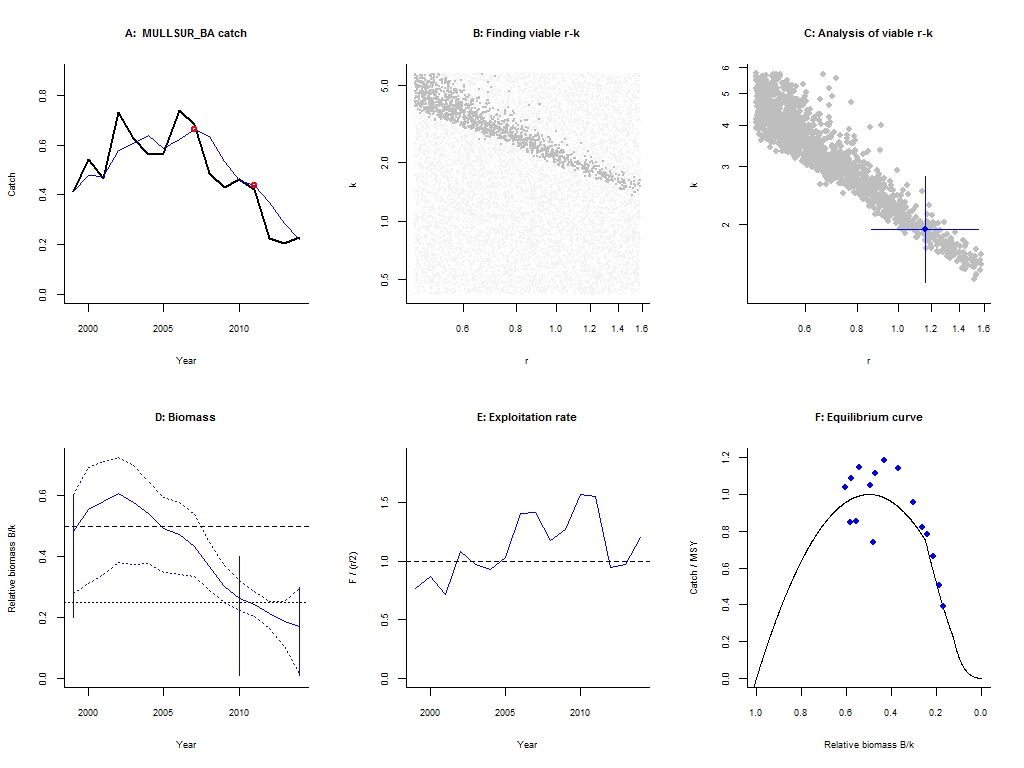 A: MULLSUR_BA catch
Catch
0.0 0.2 0.4 0.6 0.8
2000 2005 2010
Year
B: Finding viable r-k
k
0.5 1.0 2.0 5.0
0.6 0.8 1.0 1.2 1.4 1.6
r
C: Analysis of viable r-k
k
2 3 4 5 6
0.6 0.8 1.0 1.2 1.4 1.6
r
D: Biomass
Relative biomass B/k
0.0 0.2 0.4 0.6
2000 2005 2010
Year
E: Exploitation rate
F / (r/2)
0.0 0.5 1.0 1.5
2000 2005 2010
Year
F: Equilibrium curve
Catch / MSY
0.0 0.2 0.4 0.6 0.8 1.0 1.2
1.0 0.8 0.6 0.4 0.2 0.0
Relative biomass B/k